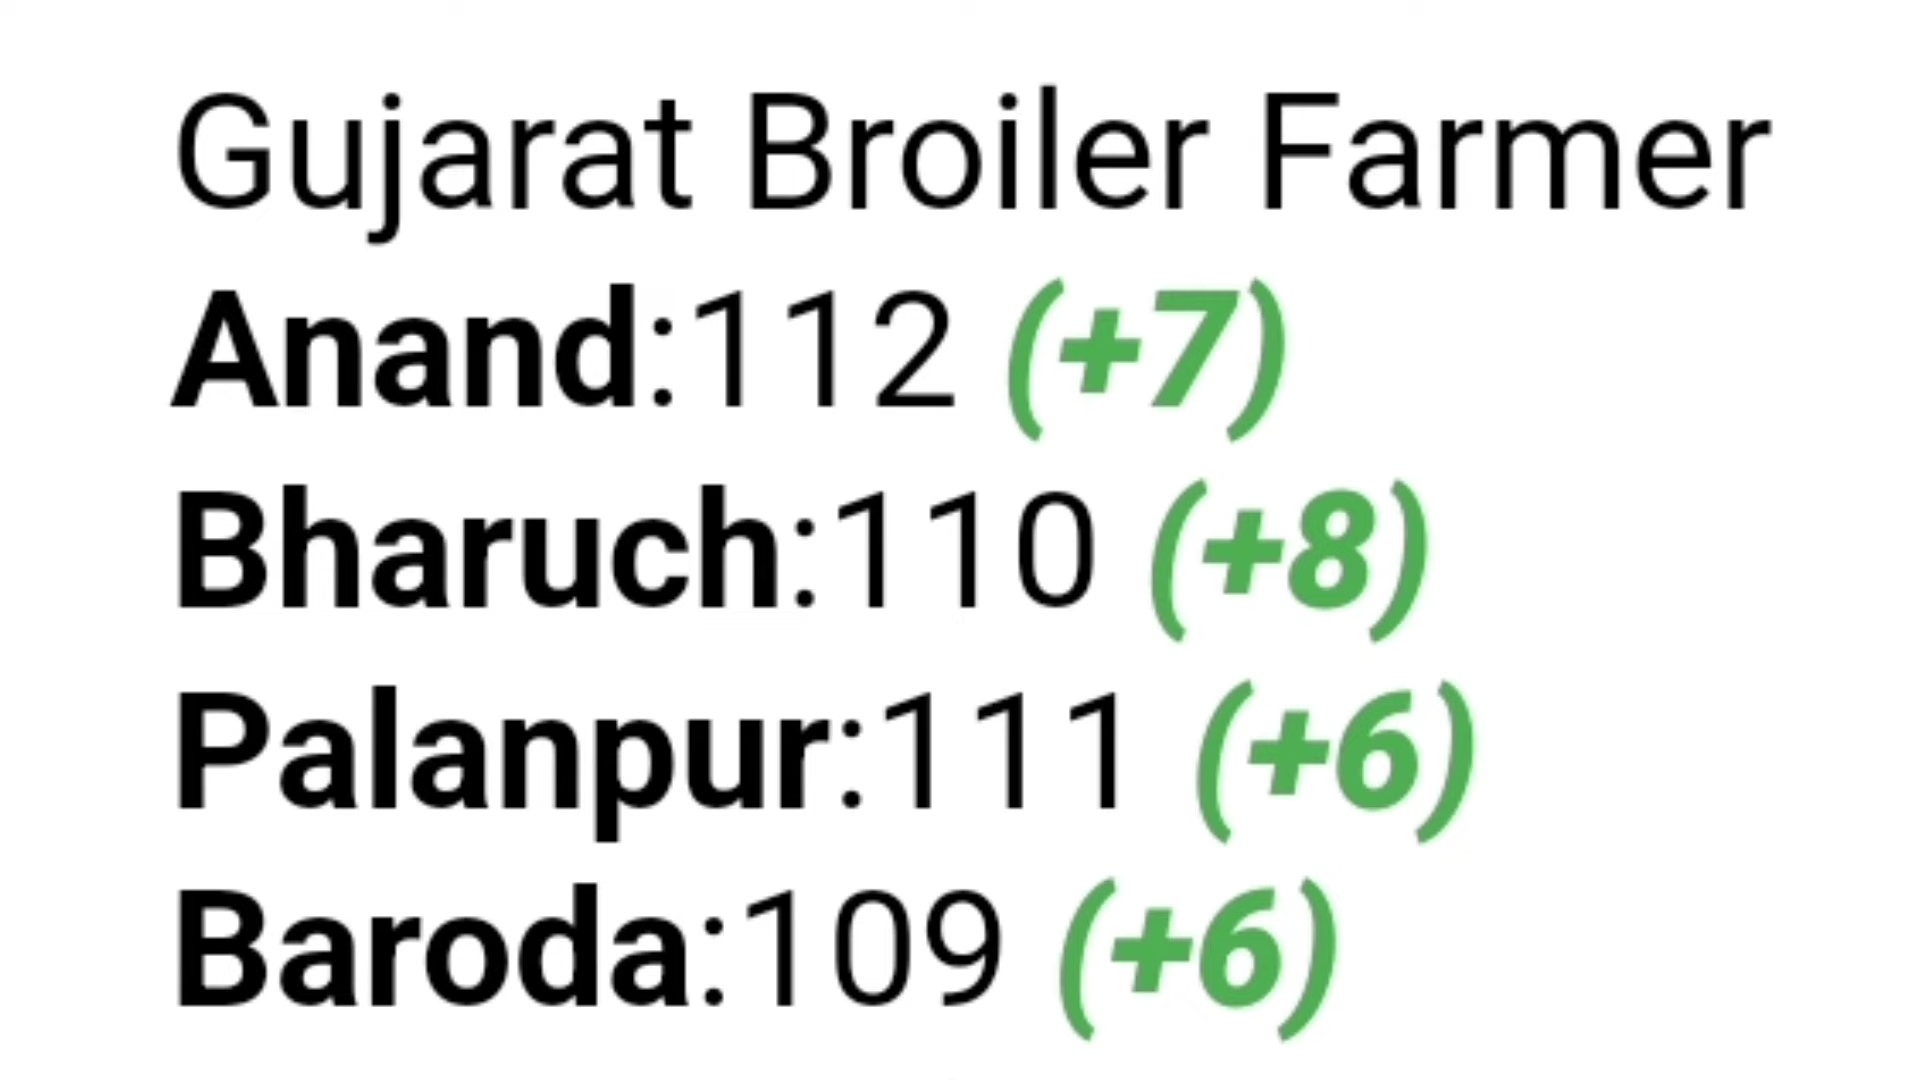 Gujarat Broiler Farmer
Anand:112 (+7)
Bharuch:110 (+8)
Palanpur:111 (+6)
Baroda:109 (+6)